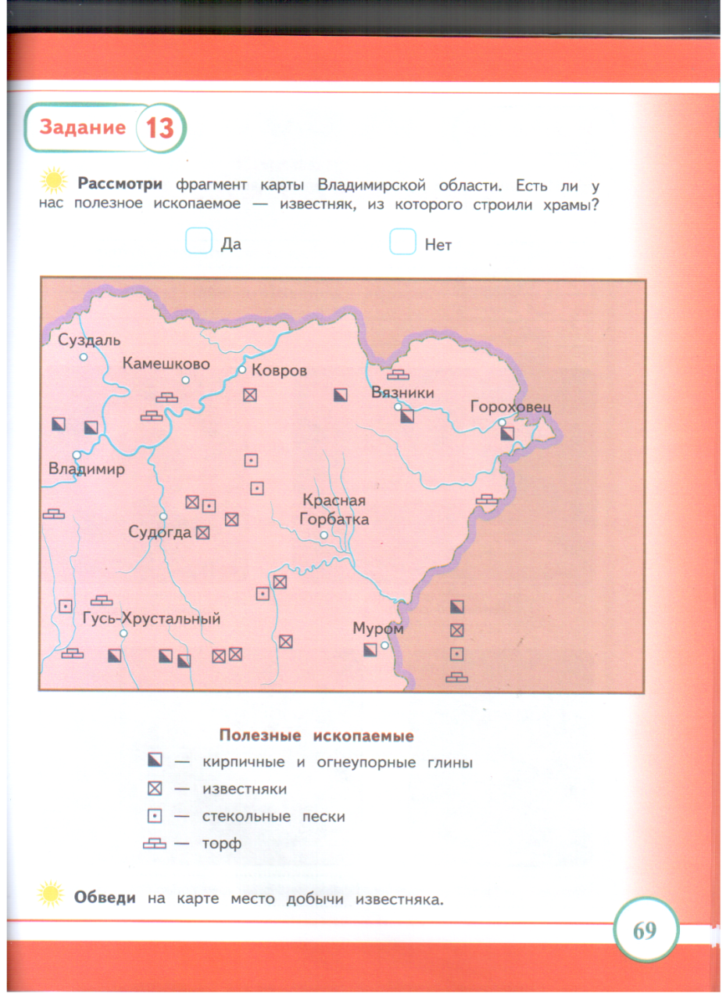 Задание 13
Рассмотри фрагмент карты Владимирской области. Есть ли у
нас полезное ископаемое — известняк, из которого строили храмы?
Да Нет
Суздаль
Камешково
Ковров
Вязники
Гороховец
Владимир
Красная
Горбатка
Судогда
Гусь-Хрустальный
Муром
Полезные ископаемые
— кирпичные и огнеупорные глины
— известняки
— стекольные пески
— торф
Обведи на карте место добычи известняка.
69